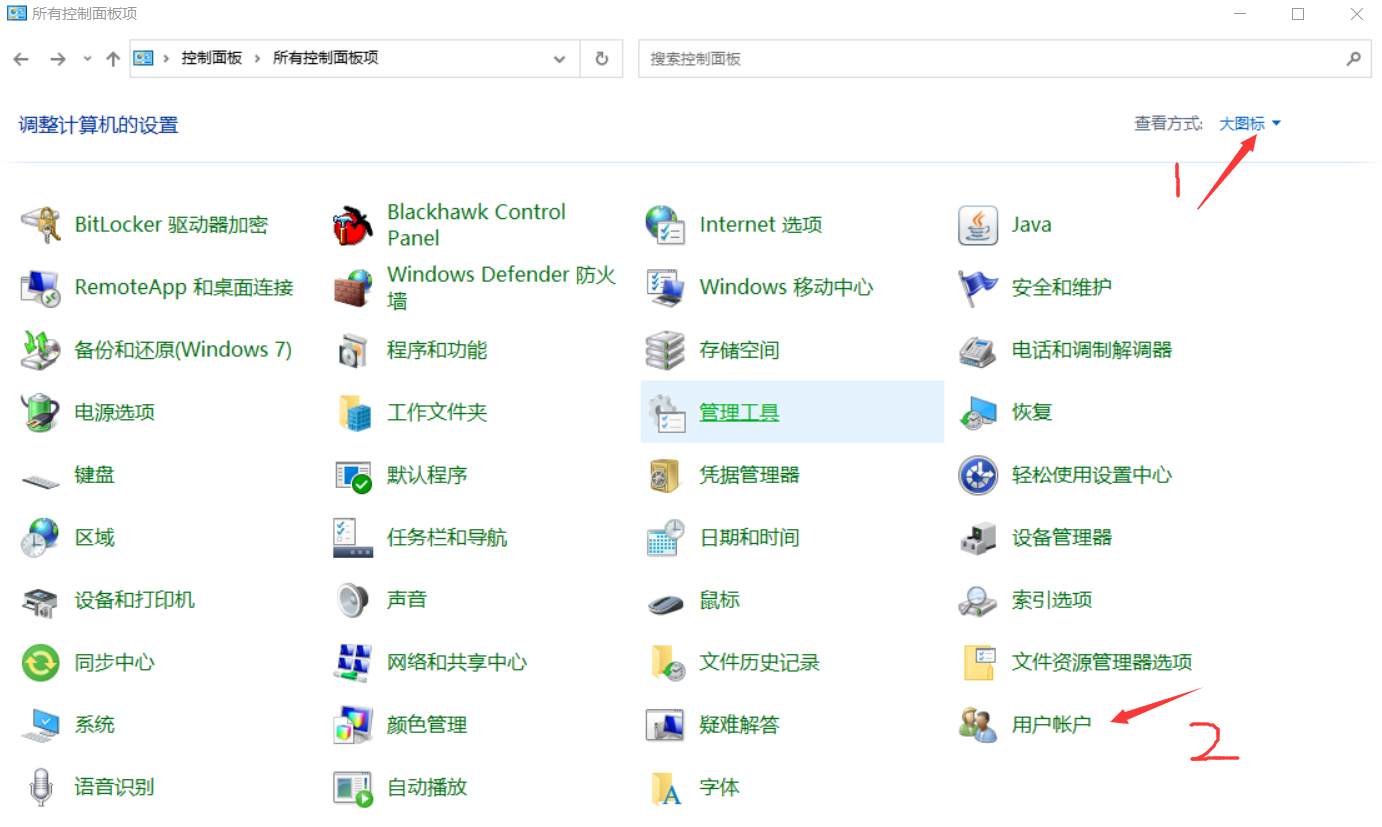 所有控制面板项
控制面板 > 所有控制面板项
搜索控制面板
调整计算机的设置
查看方式: 大图标
1
BitLocker 驱动器加密
Blackhawk Control
Panel
Internet 选项
Java
RemoteApp 和桌面连接
Windows Defender 防火
墙
Windows 移动中心
安全和维护
备份和还原(Windows 7)
程序和功能
存储空间
电话和调制解调器
电源选项
工作文件夹
管理工具
恢复
键盘
默认程序
凭据管理器
轻松使用设置中心
区域
任务栏和导航
日期和时间
设备管理器
设备和打印机
声音
鼠标
索引选项
同步中心
网络和共享中心
文件历史记录
文件资源管理器选项
系统
颜色管理
疑难解答
用户帐户
2
语音识别
自动播放
字体